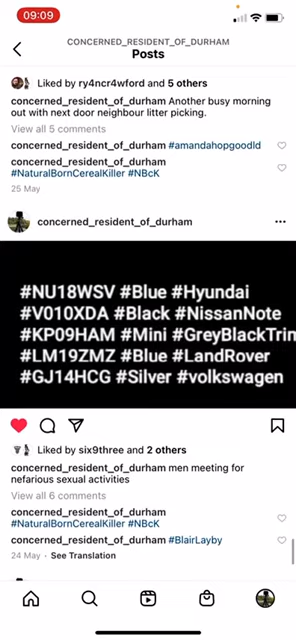 09:09
CONCERNED_RESIDENT_OF_DURHAM
Posts
Liked by ry4ncr4wford and 5 others
concerned_resident_of_durham Another busy morning
out with next door neighbour litter picking.
View all 5 comments
concerned_resident_of_durham #amandahopgoodld
concerned_resident_of_durham
#NaturalBornCerealKiller #NBcK
25 May
concerned_resident_of_durham
#NU18WSV #Blue #Hyundai
#V010XDA #Black #NissanNote
#KP09HAM #Mini #GreyBlackTrin
#LM19ZMZ #Blue #LandRover
#GJ14HCG #Silver #volkswagen
Liked by six9three and 2 others
concerned_resident_of_durham men meeting for
nefarious sexual activities
View all 6 comments
concerned_resident_of_durham
#NaturalBornCerealKiller #NBcK
concerned_resident_of_durham #BlairLayby
24 May · See Translation